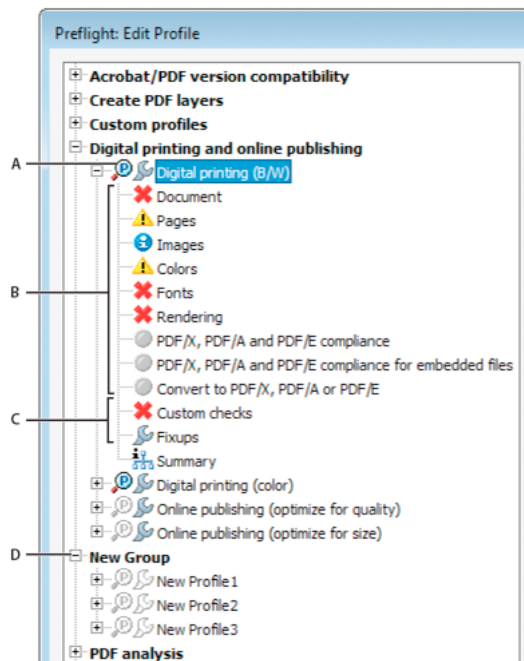 Preflight: Edit Profile
Acrobat/PDF version compatibility
Create PDF layers
Custom profiles
Digital printing and online publishing
A
Digital printing (B/W)
Document
Pages
Images
Colors
B
Fonts
Rendering
PDF/X, PDF/A and PDF/E compliance
PDF/X, PDF/A and PDF/E compliance for embedded files
Convert to PDF/X, PDF/A or PDF/E
C
Custom checks
Fixups
Summary
Digital printing (color)
Online publishing (optimize for quality)
Online publishing (optimize for size)
D
New Group
New Profile1
New Profile2
New Profile3
PDF analysis